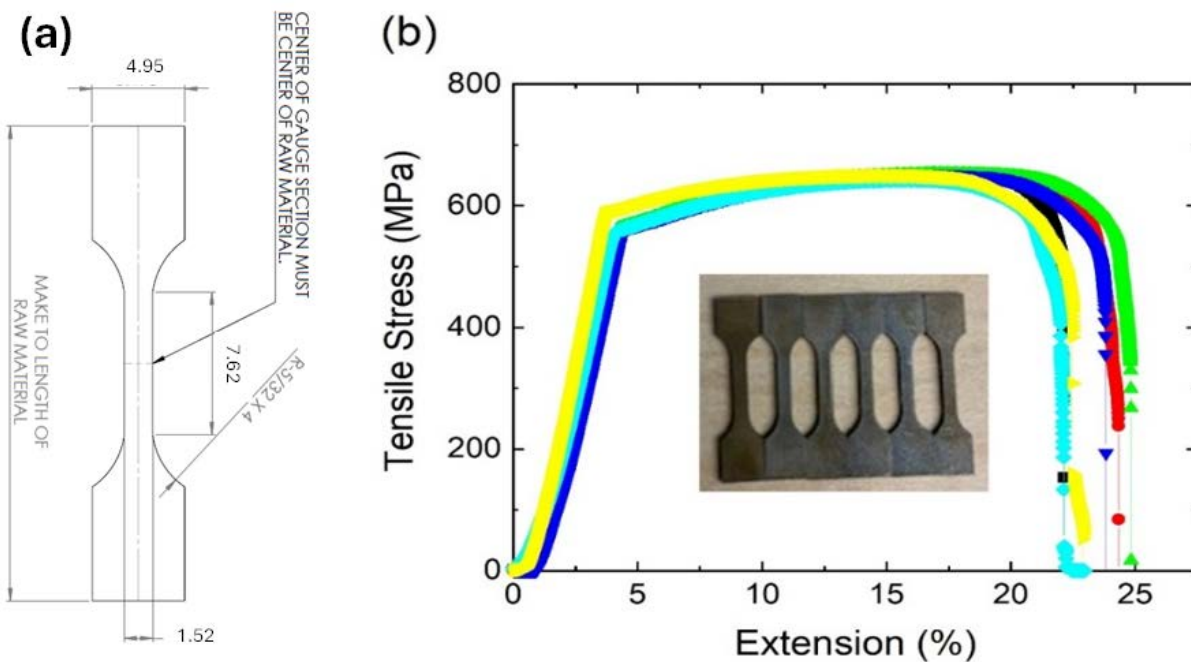 (a)
4.95
CENTER OF GAUGE SECTION MUST
BE CENTER OF RAW MATERIAL.
MAKE TO LENGTH OF
RAW MATERIAL
7.62
R.5/32 X 4
1.52
(b)
Tensile Stress (MPa)
800
600
400
200
0
0
5
10
15
20
25
Extension (%)